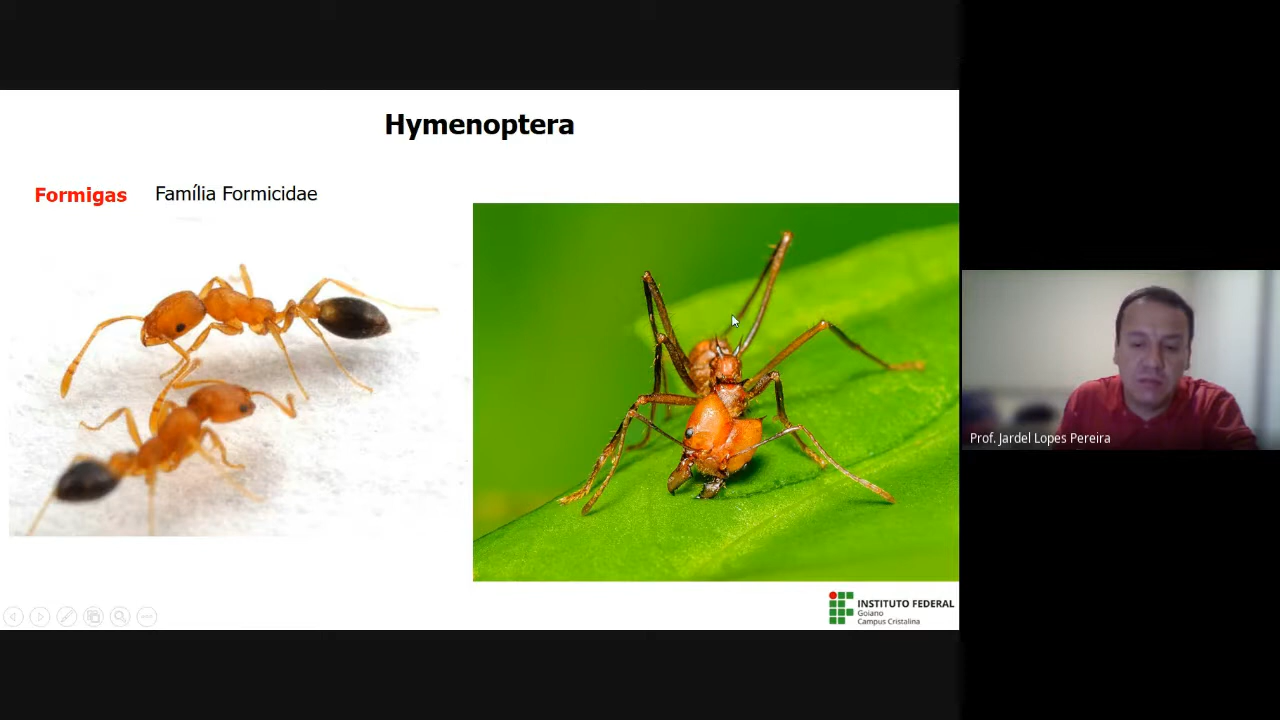 Hymenoptera
Formigas Família Formicidae
Prof. Jardel Lopes Pereira
INSTITUTO FEDERAL
Goiano
Campus Cristalina